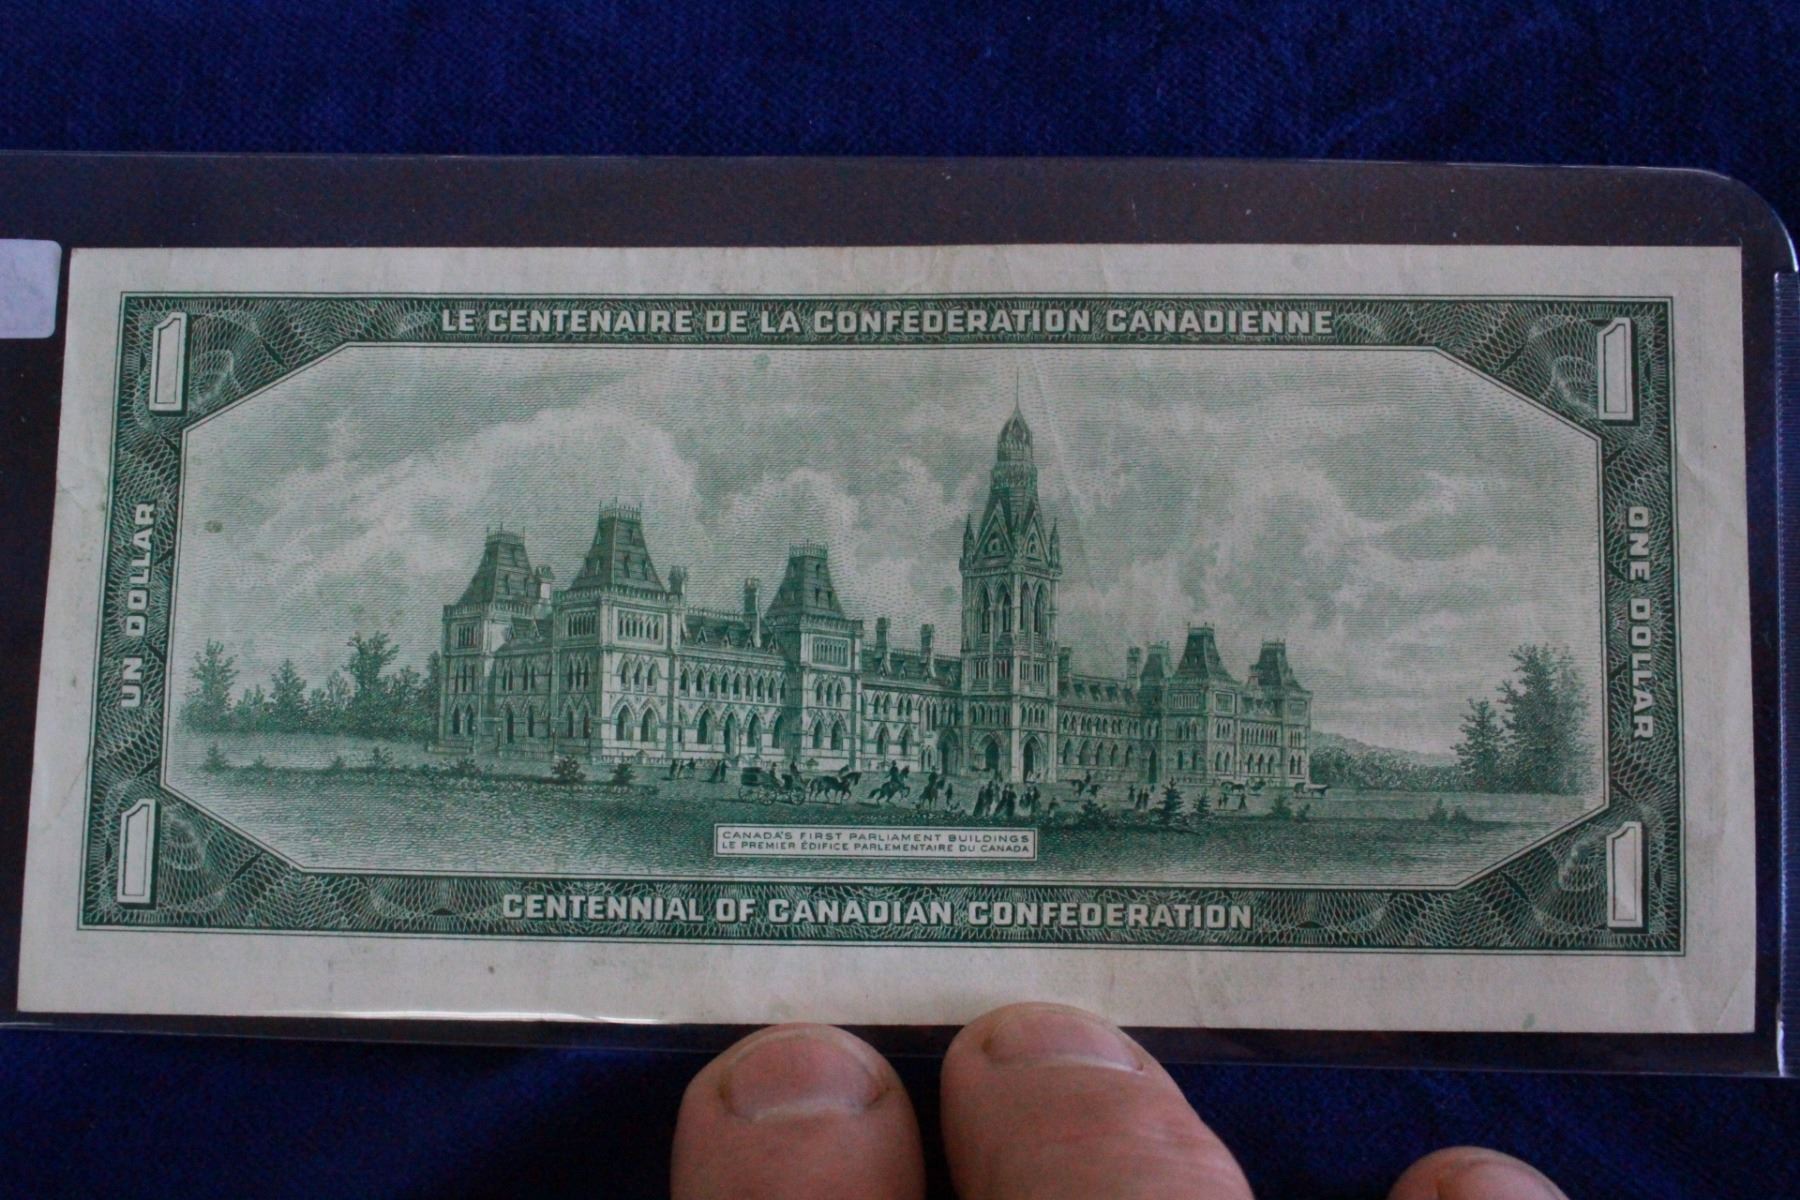 LE CENTENAIRE DE LA CONFEDERATION CANADIENNE
1
1
UN DOLLAR
ONE DOLLAR
CANADA'S FIRST PARLIAMENT BUILDINGS
LE PREMIER ÉDIFICE PARLEMENTAIRE DU CANADA
1
1
CENTENNIAL OF CANADIAN CONFEDERATION